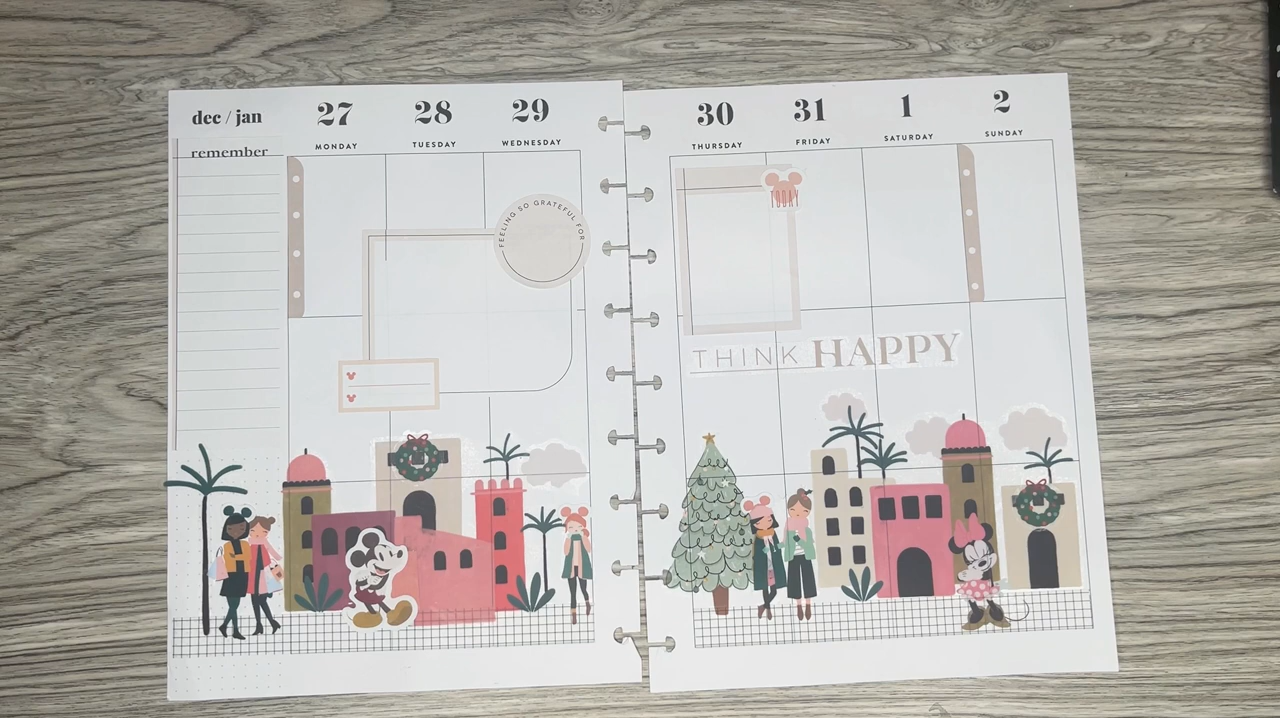 dec / jan
27
28
29
MONDAY
TUESDAY
WEDNESDAY
remember
FEELING SO GRATEFUL FOR
30
31
1
2
THURSDAY
FRIDAY
SATURDAY
SUNDAY
TODAY
THINK HAPPY